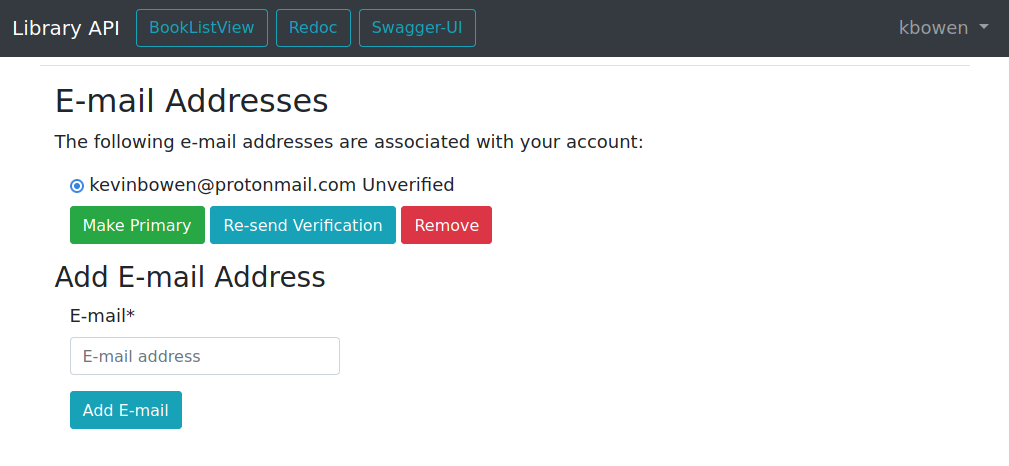 Library API BookListView Redoc Swagger-UI kbowen
E-mail Addresses
The following e-mail addresses are associated with your account:
kevinbowen@protonmail.com Unverified
Make Primary Re-send Verification Remove
Add E-mail Address
E-mail*
E-mail address
Add E-mail